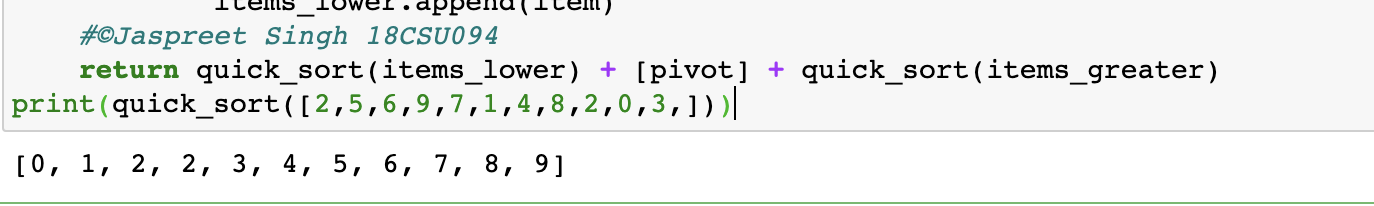 items_lower.append(item)
#©Jaspreet Singh 18CSU094
return quick_sort(items_lower) + [pivot] + quick_sort(items_greater)
print(quick_sort([2,5,6,9,7,1,4,8,2,0,3,]))
[0, 1, 2, 2, 3, 4, 5, 6, 7, 8, 9]